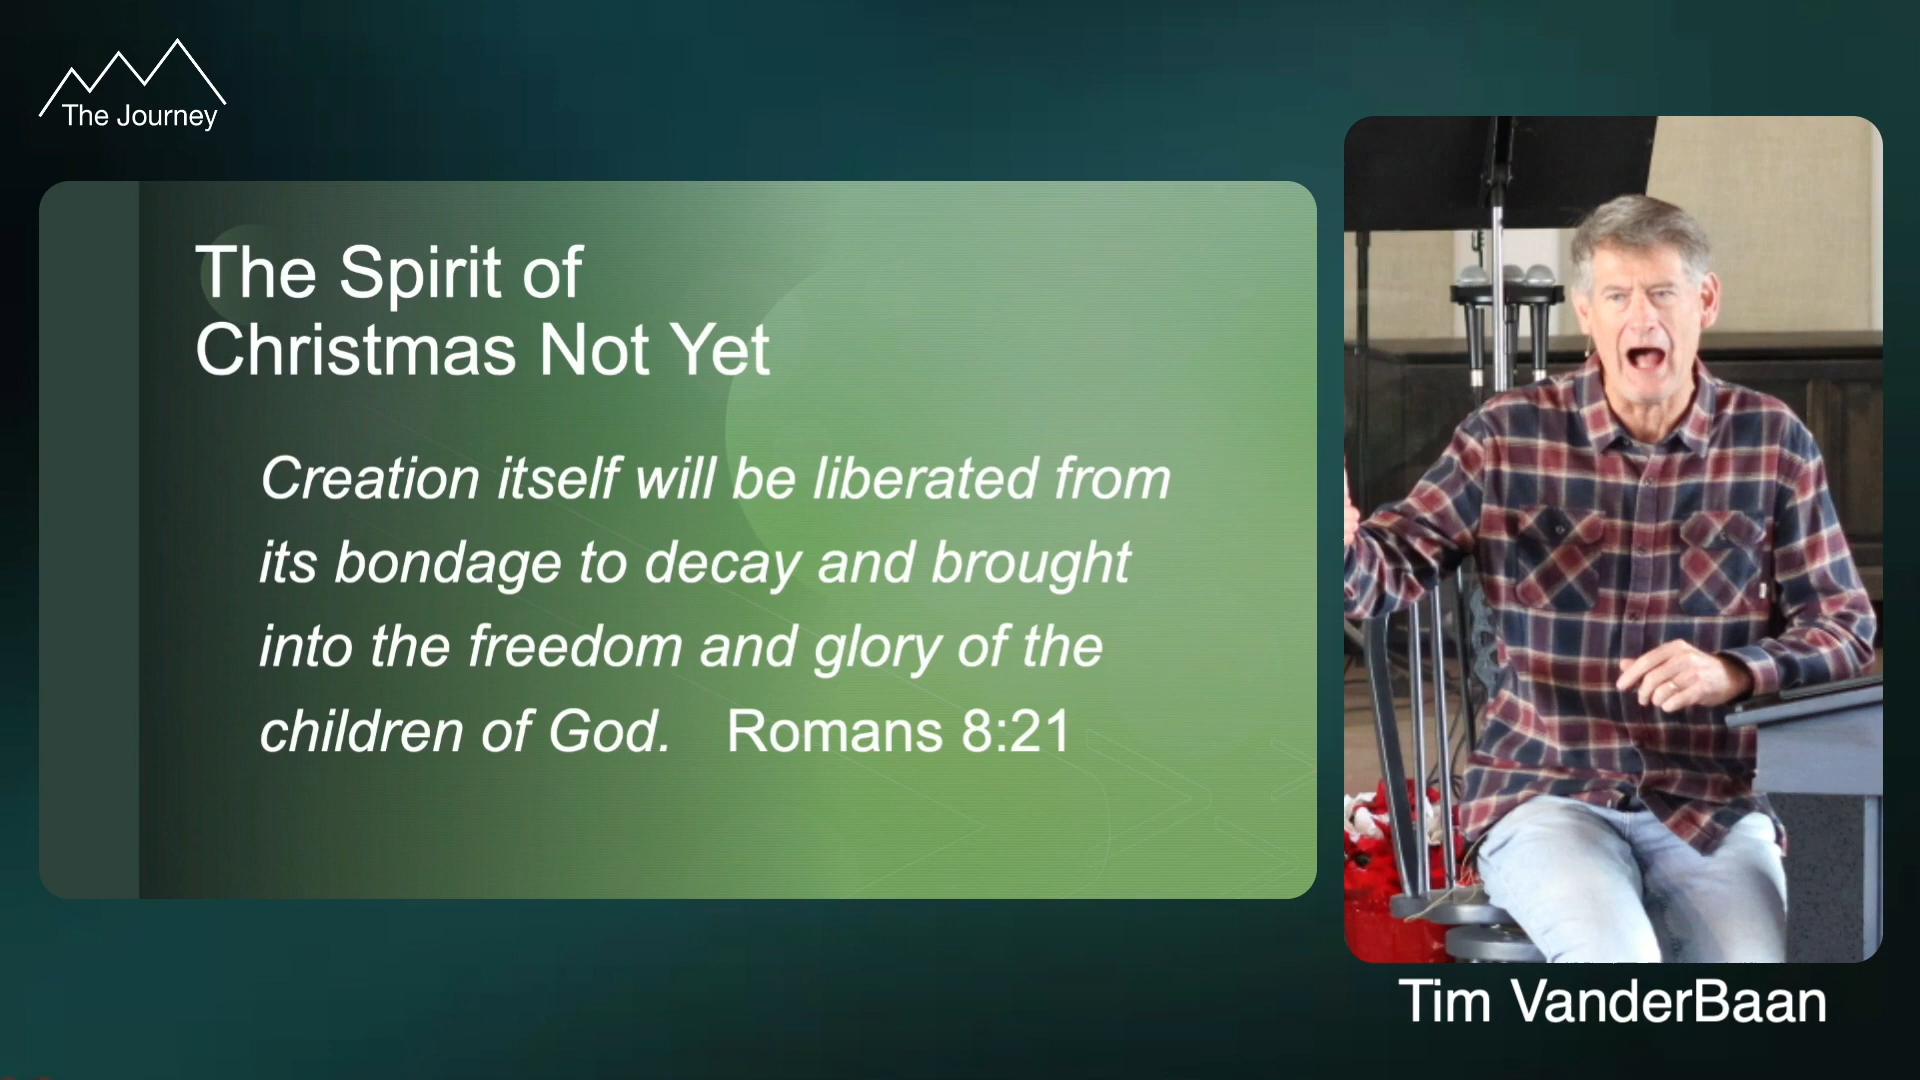 The Journey
The Spirit of
Christmas Not Yet
Creation itself will be liberated from
its bondage to decay and brought
into the freedom and glory of the
children of God. Romans 8:21
Tim VanderBaan